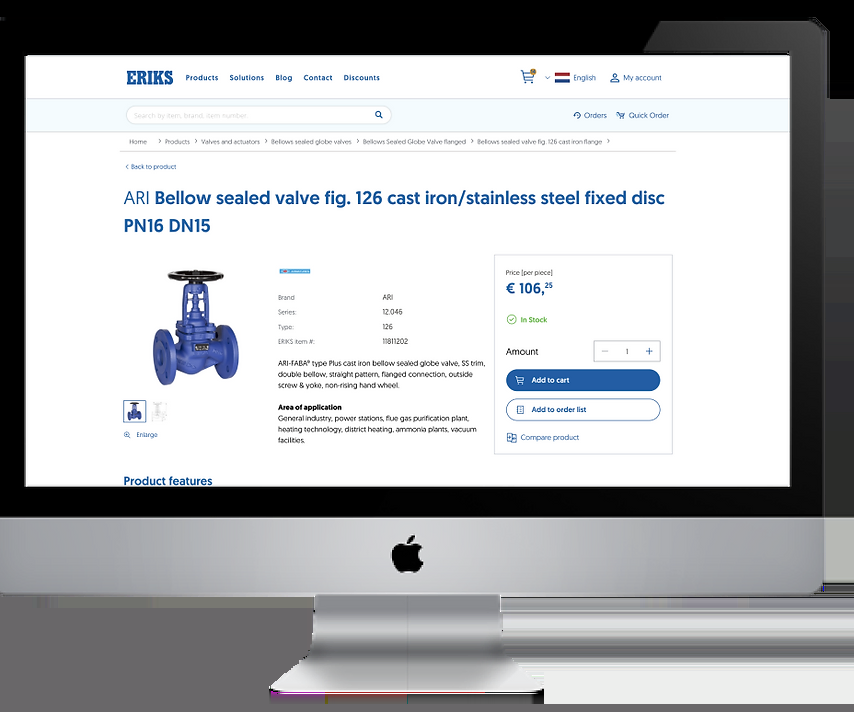 ERIKS Products Solutions Blog Contact Discounts English My account
Search by item, brand, item number
Orders Quick Order
Home > Products > Valves and actuators > Bellows sealed globe valves > Bellows Sealed Globe Valve flanged > Bellows sealed valve fig. 126 cast iron flange >
< Back to product
ARI Bellow sealed valve fig. 126 cast iron/stainless steel fixed disc
PN16 DN15
Brand ARI
Series: 12.046
Type: 126
ERIKS item #: 11811202
ARI-FABA® type Plus cast iron bellow sealed globe valve, SS trim,
double bellow, straight pattern, flanged connection, outside
screw & yoke, non-rising hand wheel.
Area of application
General industry, power stations, flue gas purification plant,
heating technology, district heating, ammonia plants, vacuum
facilities.
Enlarge
Price [per piece]
€ 106,25
In Stock
Amount − 1 +
Add to cart
Add to order list
Compare product
Product features